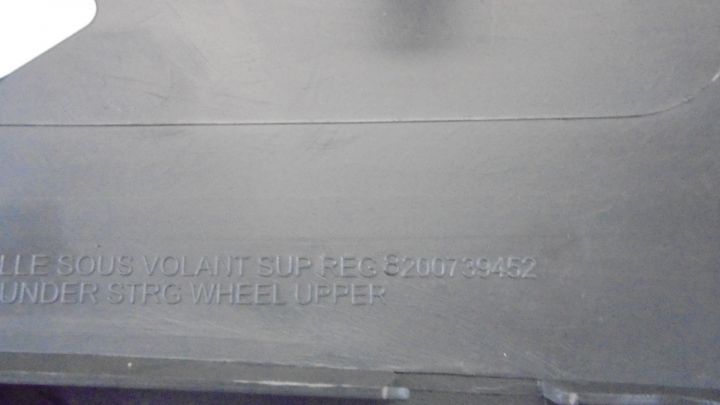 LLE SOUS VOLANT SUP REG 8200739452
UNDER STRG WHEEL UPPER